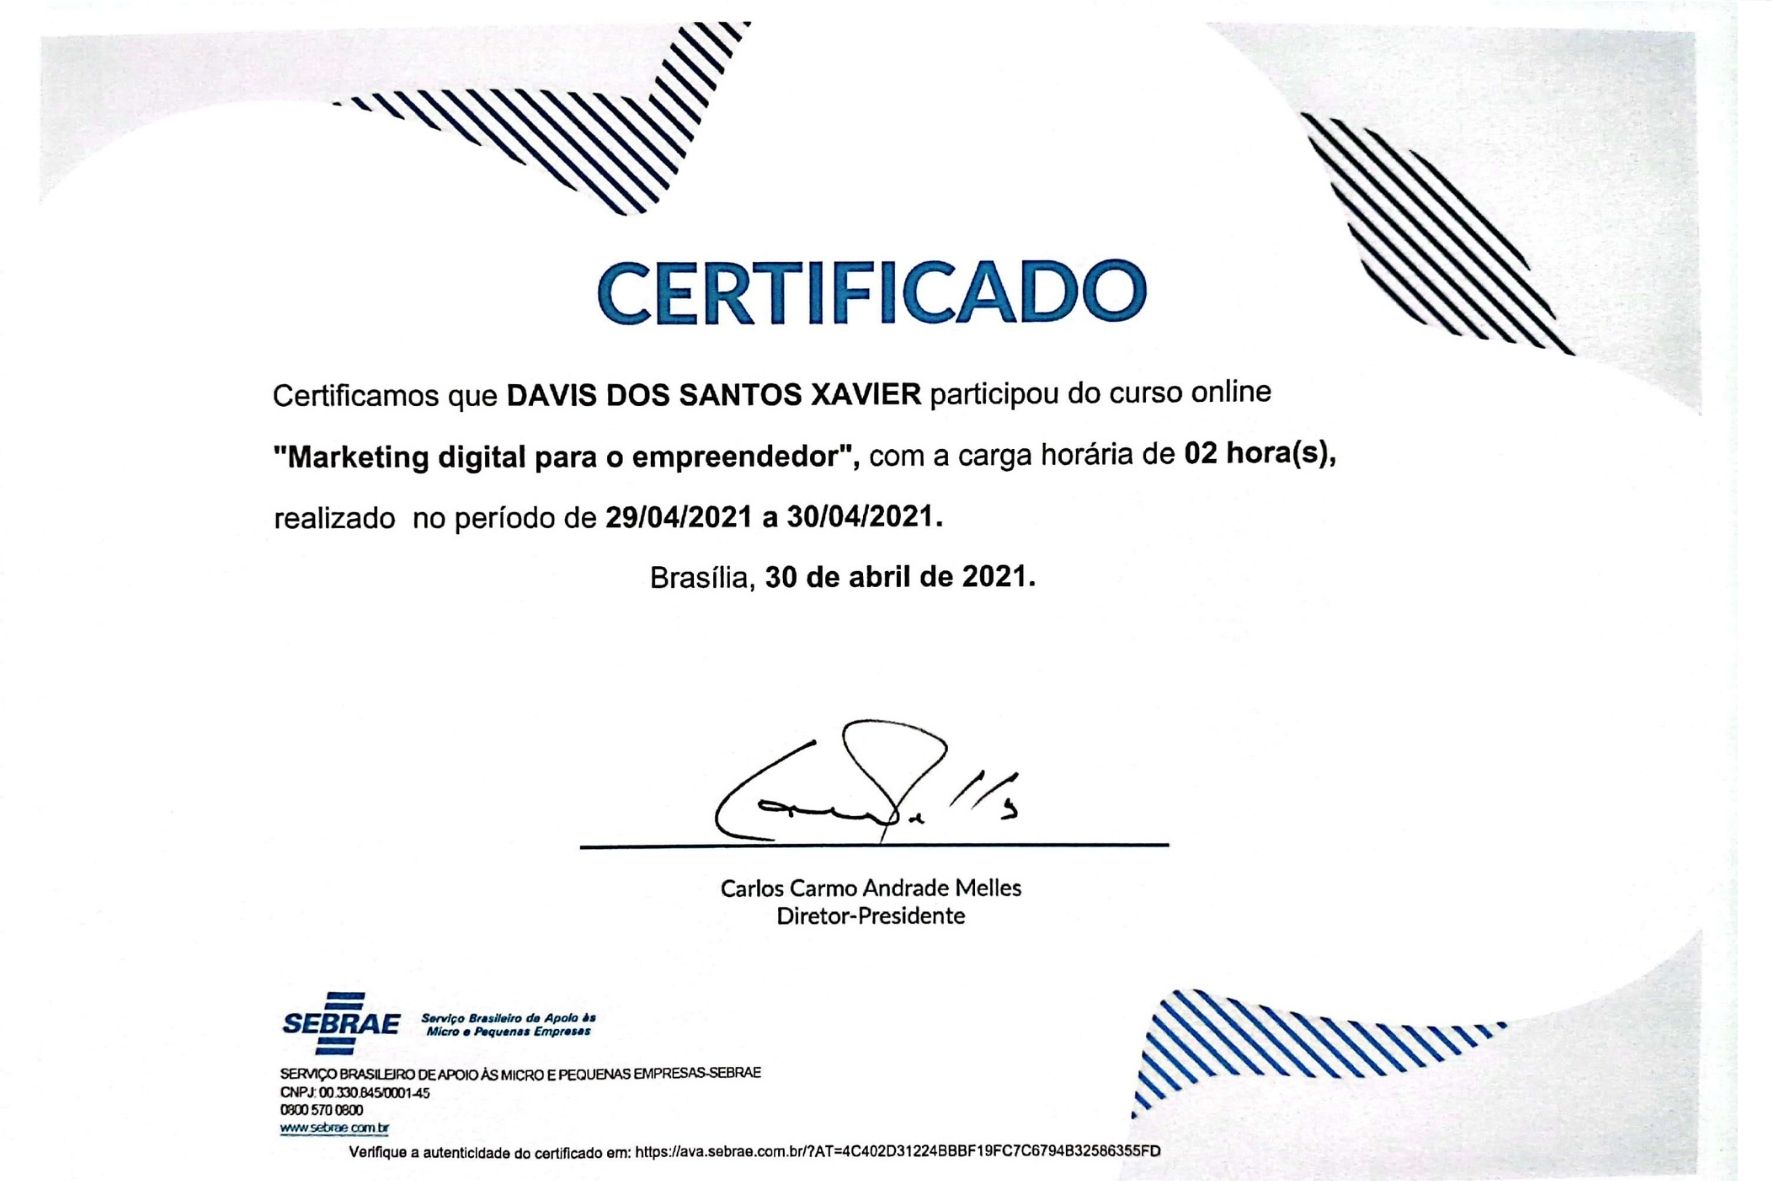 CERTIFICADO
Certificamos que DAVIS DOS SANTOS XAVIER participou do curso online
"Marketing digital para o empreendedor", com a carga horária de 02 hora(s),
realizado no período de 29/04/2021 a 30/04/2021.
Brasília, 30 de abril de 2021.
Carlos Carmo Andrade Melles
Diretor-Presidente
SEBRAE
Serviço Brasileiro de Apoio às
Micro e Pequenas Empresas
SERVIÇO BRASILEIRO DE APOIO ÀS MICRO E PEQUENAS EMPRESAS-SEBRAE
CNPJ: 00.330.845/0001-45
0800 570 0800
www.sebrae.com.br
Verifique a autenticidade do certificado em: https://ava.sebrae.com.br/?AT=4C402D31224BBBF19FC7C6794B32586355FD